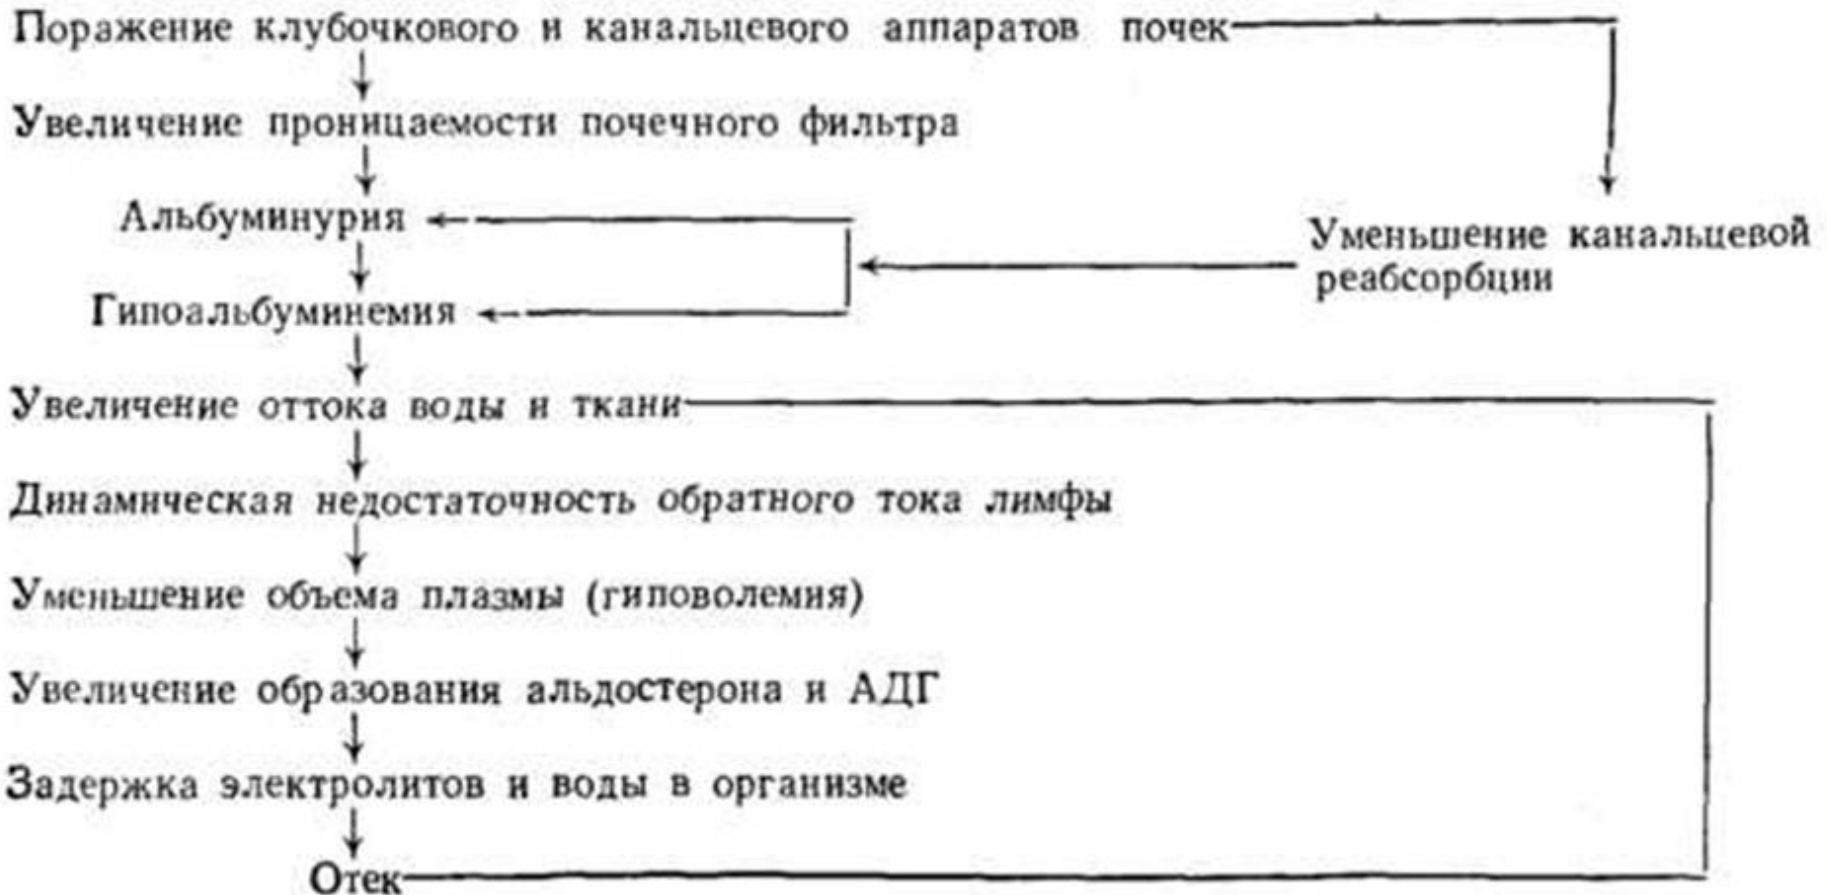 Поражение клубочкового и канальцевого аппаратов почек
Увеличение проницаемости почечного фильтра
Альбуминурия
Уменьшение канальцевой
реабсорбции
Гипоальбуминемия
Увеличение оттока воды и ткани
Динамическая недостаточность обратного тока лимфы
Уменьшение объема плазмы (гиповолемия)
Увеличение образования альдостерона и АДГ
Задержка электролитов и воды в организме
Отек